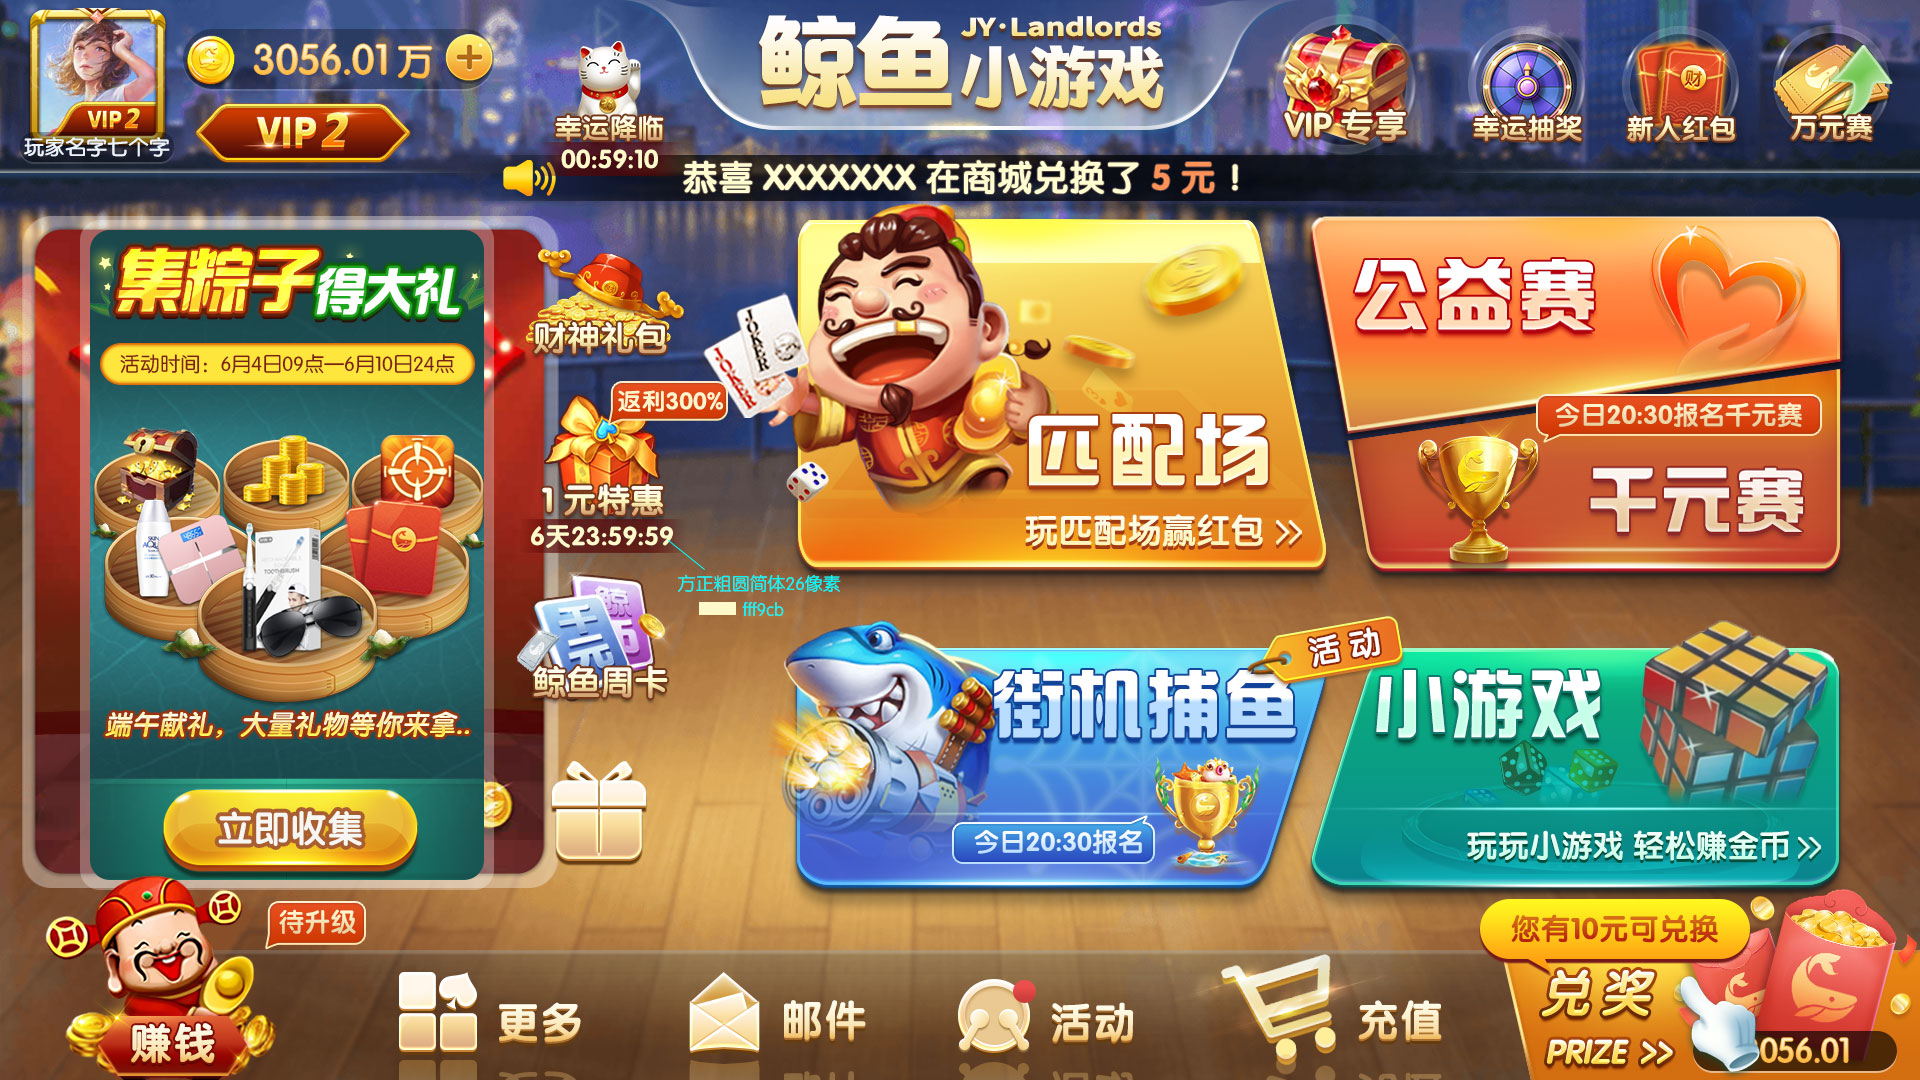 3056.01万
VIP 2
玩家名字七个字
VIP 2
幸运降临
00:59:10
鲸鱼
JY·Landlords
小游戏
VIP 专享
幸运抽奖
财
新人红包
万元赛
恭喜 XXXXXXX 在商城兑换了 5 元！
集粽子得大礼
活动时间：6月4日09点—6月10日24点
端午献礼，大量礼物等你来拿..
立即收集
财神礼包
返利300%
1元特惠
6天23:59:59
方正粗圆简体26像素
fff9cb
鲸鱼周卡
JOKER
JOKER
匹配场
玩匹配场赢红包 >>
公益赛
今日20:30报名千元赛
千元赛
街机捕鱼
活动
今日20:30报名
小游戏
玩玩小游戏 轻松赚金币 >>
待升级
赚钱
更多
邮件
活动
充值
您有10元可兑换
兑奖
PRIZE >>
056.01